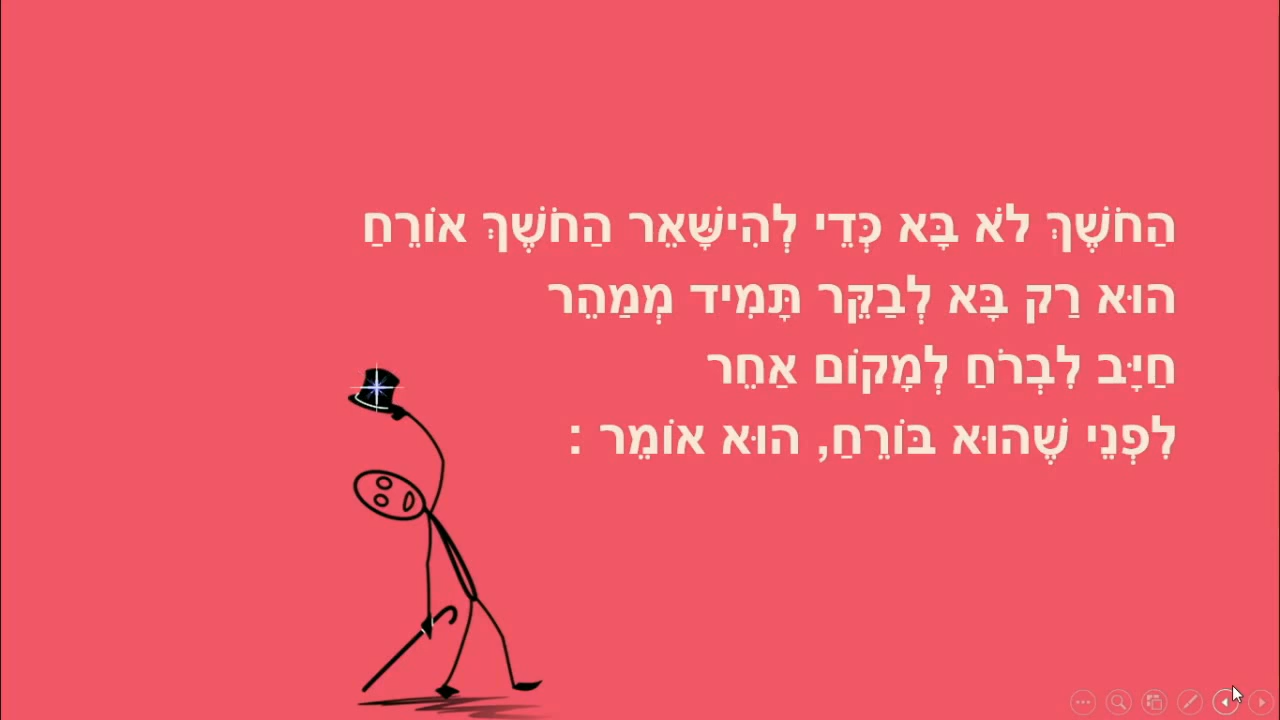 הַחֹשֶׁךְ לֹא בָּא כְּדֵי לְהִישָּׁאֵר הַחֹשֶׁךְ אוֹרֵחַ
הוּא רַק בָּא לְבַקֵּר תָּמִיד מְמַהֵר
חַיָּב לִבְרֹחַ לְמָקוֹם אַחֵר
לִפְנֵי שֶׁהוּא בּוֹרֵחַ, הוּא אוֹמֵר :